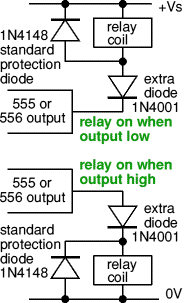 +Vs
1N4148
standard
protection
diode
relay
coil
extra
diode
1N4001
555 or
556 output
relay on when
output low
relay on when
output high
555 or
556 output
extra
diode
1N4001
standard
protection
diode
1N4148
relay
coil
0V